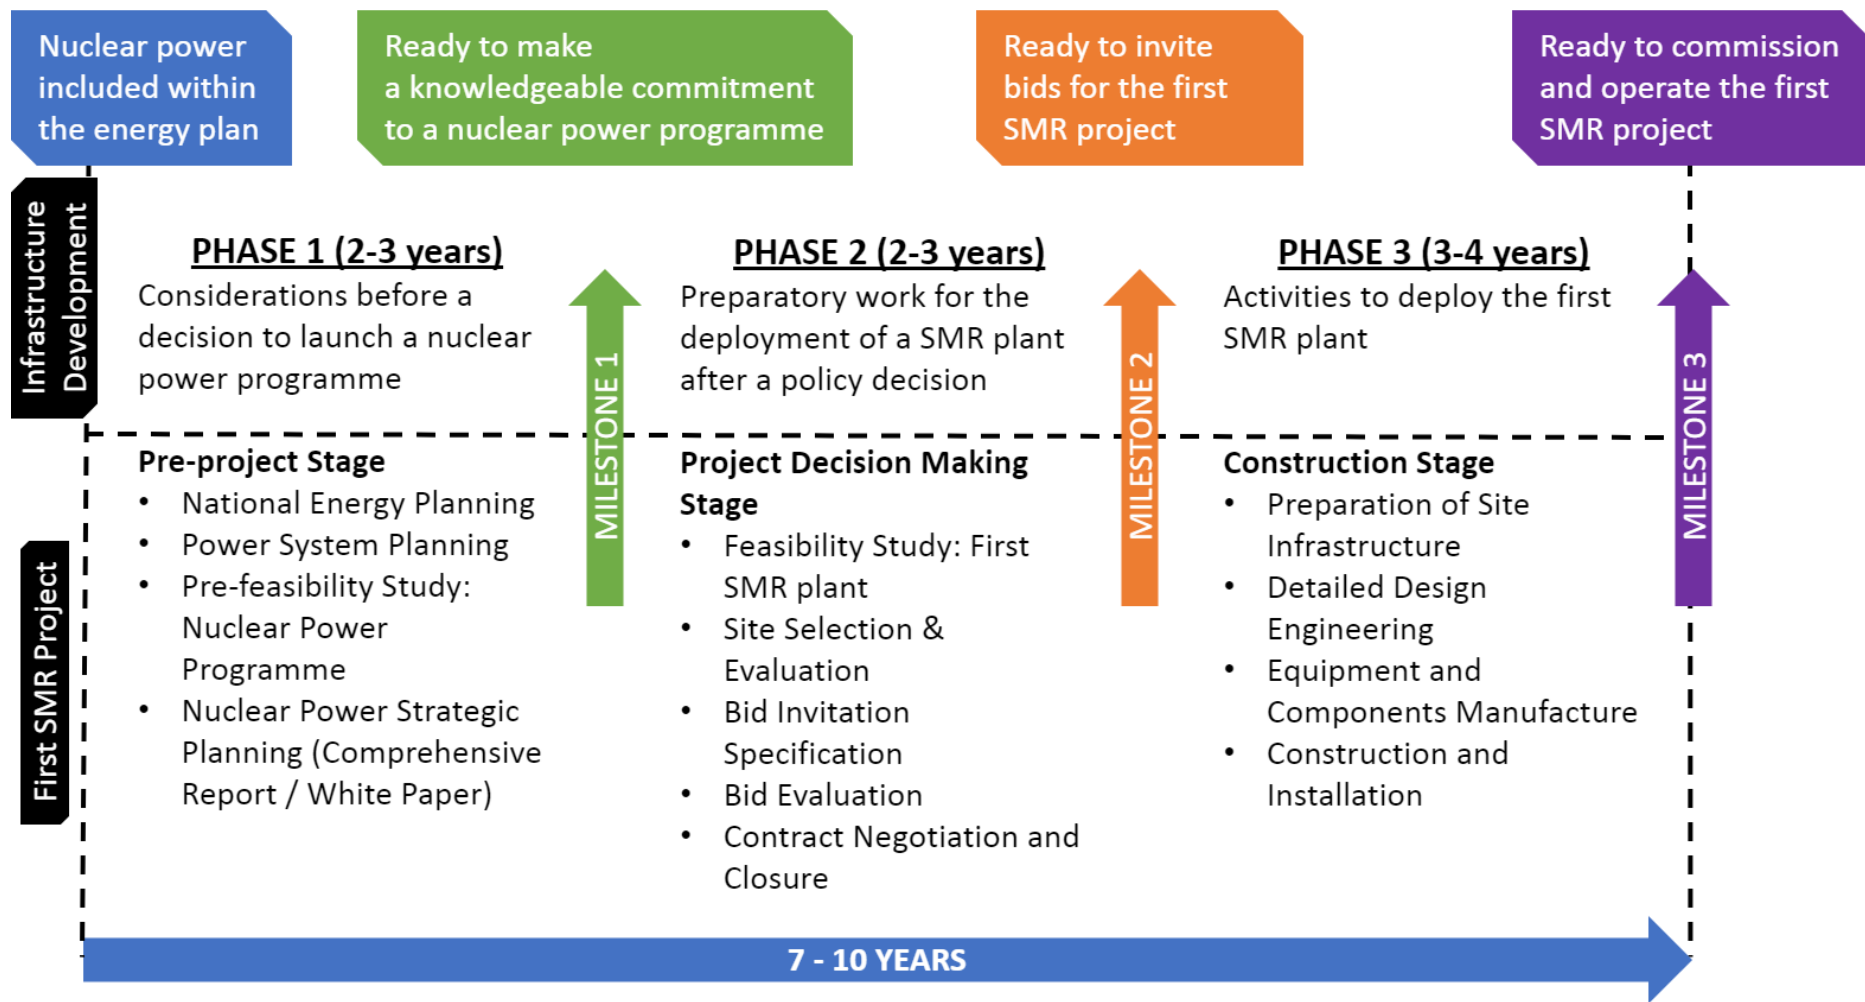 Nuclear power
included within
the energy plan
Ready to make
a knowledgeable commitment
to a nuclear power programme
Ready to invite
bids for the first
SMR project
Ready to commission
and operate the first
SMR project
Infrastructure
Development
PHASE 1 (2-3 years)
Considerations before a
decision to launch a nuclear
power programme
MILESTONE 1
PHASE 2 (2-3 years)
Preparatory work for the
deployment of a SMR plant
after a policy decision
MILESTONE 2
PHASE 3 (3-4 years)
Activities to deploy the first
SMR plant
MILESTONE 3
First SMR Project
Pre-project Stage
• National Energy Planning
• Power System Planning
• Pre-feasibility Study:
Nuclear Power
Programme
• Nuclear Power Strategic
Planning (Comprehensive
Report / White Paper)
Project Decision Making
Stage
• Feasibility Study: First
SMR plant
• Site Selection &
Evaluation
• Bid Invitation
Specification
• Bid Evaluation
• Contract Negotiation and
Closure
Construction Stage
• Preparation of Site
Infrastructure
• Detailed Design
Engineering
• Equipment and
Components Manufacture
• Construction and
Installation
7 - 10 YEARS